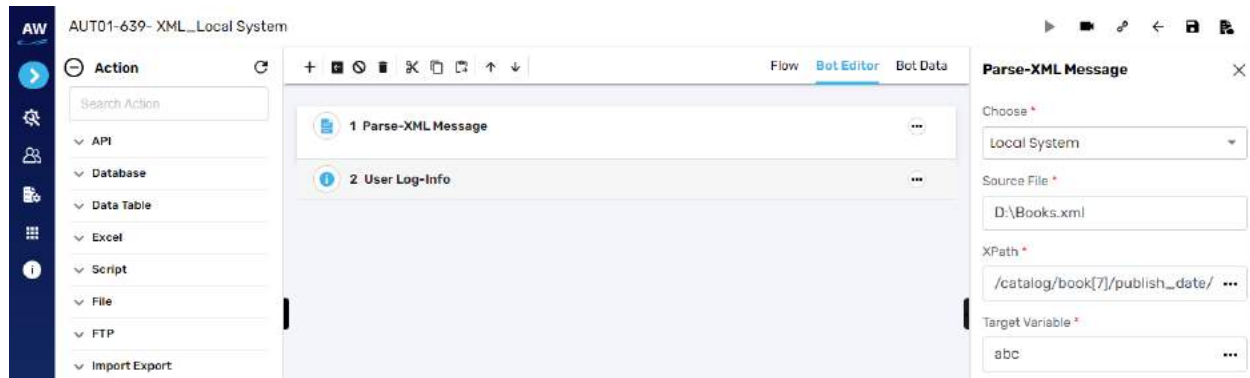 AW
AUT01-639- XML_Local System
Action
Search Action
API
Database
Data Table
Excel
Script
File
FTP
Import Export
Flow
Bot Editor
Bot Data
1 Parse-XML Message
2 User Log-Info
Parse-XML Message
Choose *
Local System
Source File *
D:\Books.xml
XPath *
/catalog/book[7]/publish_date/
Target Variable *
abc